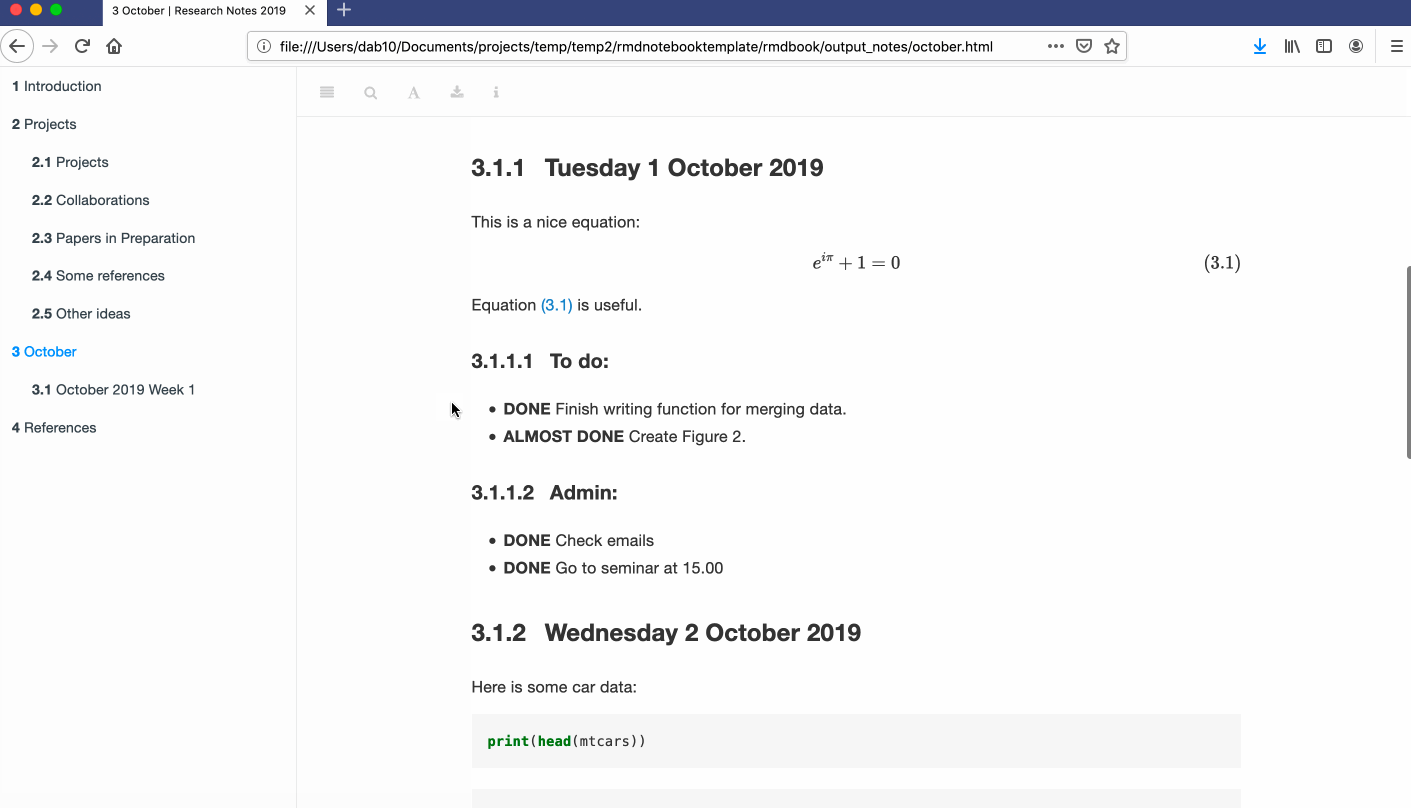 3 October | Research Notes 2019
file:///Users/dab10/Documents/projects/temp/temp2/rmdnotebooktemplate/rmdbook/output_notes/october.html
1 Introduction
2 Projects
2.1 Projects
2.2 Collaborations
2.3 Papers in Preparation
2.4 Some references
2.5 Other ideas
3 October
3.1 October 2019 Week 1
4 References
A
3.1.1 Tuesday 1 October 2019
This is a nice equation:
e^{iπ} + 1 = 0 (3.1)
Equation (3.1) is useful.
3.1.1.1 To do:
• DONE Finish writing function for merging data.
• ALMOST DONE Create Figure 2.
3.1.1.2 Admin:
• DONE Check emails
• DONE Go to seminar at 15.00
3.1.2 Wednesday 2 October 2019
Here is some car data:
print(head(mtcars))